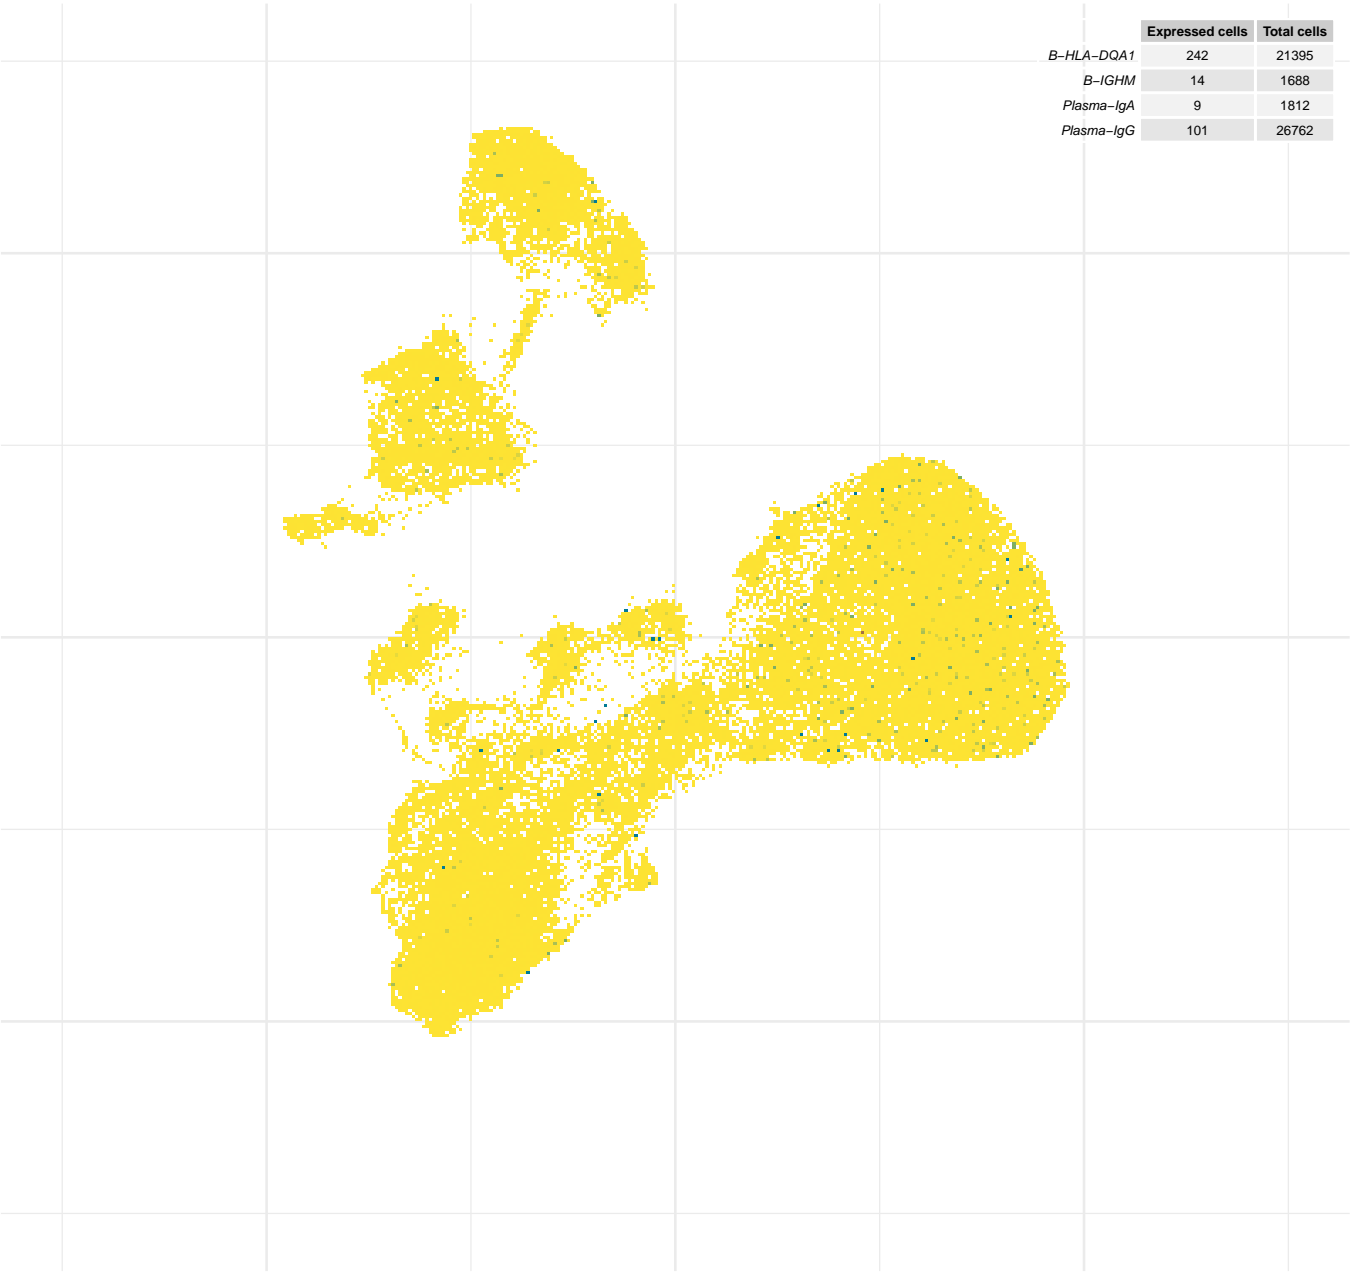 Expressed cells Total cells
B−HLA−DQA1 242 21395
B−IGHM 14 1688
Plasma−IgA 9 1812
Plasma−IgG 101 26762